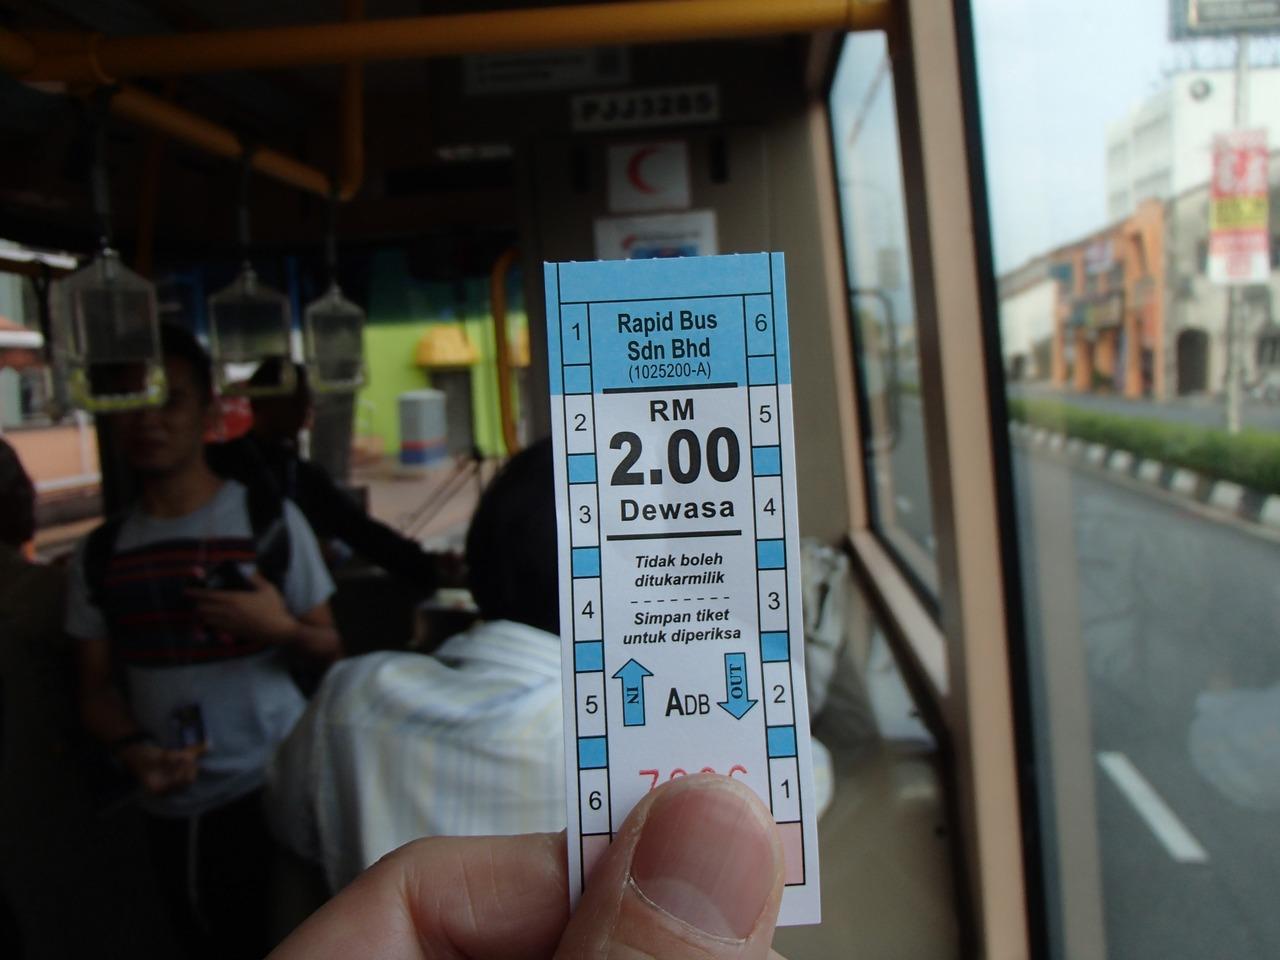 PJJ3285
Rapid Bus
Sdn Bhd
(1025200-A)
RM
2.00
Dewasa
Tidak boleh
ditukarmilik
Simpan tiket
untuk diperiksa
IN
ADB
OUT
1
2
3
4
5
6
6
5
4
3
2
1